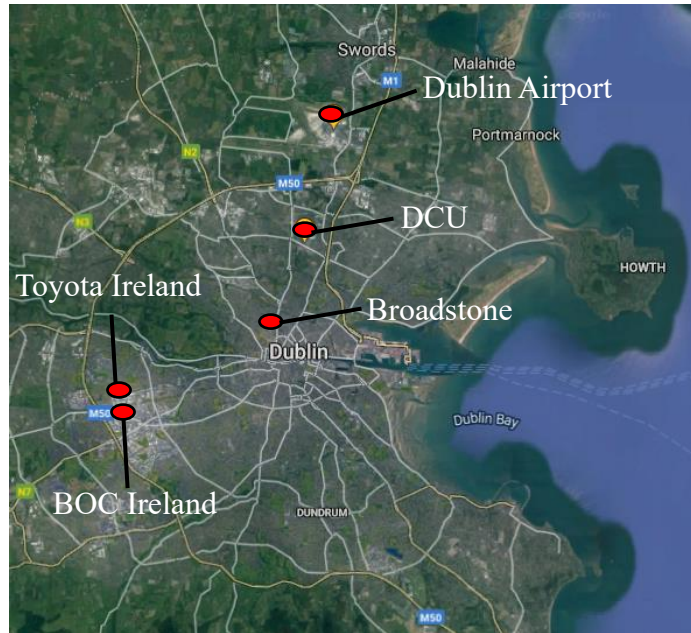 Swords
Malahide
M1
Dublin Airport
Portmarnock
N2
M50
N3
DCU
HOWTH
Toyota Ireland
Broadstone
Dublin
M50
Dublin Bay
N7
BOC Ireland
DUNDRUM
M50